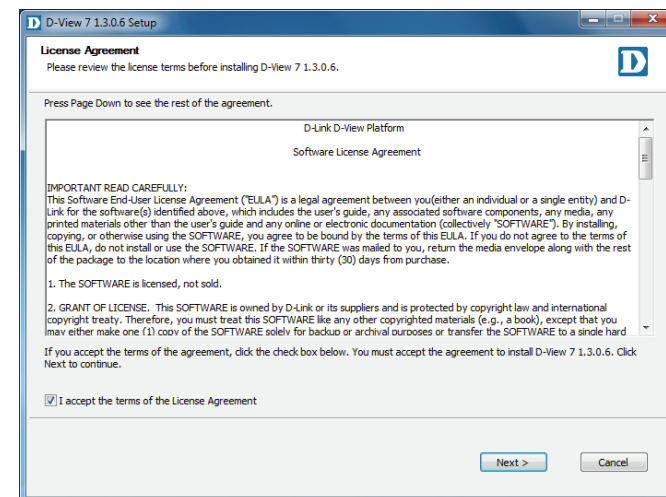 D-View 7 1.3.0.6 Setup
License Agreement
Please review the license terms before installing D-View 7 1.3.0.6.
D
Press Page Down to see the rest of the agreement.
D-Link D-View Platform
Software License Agreement
IMPORTANT READ CAREFULLY:
This Software End-User License Agreement ("EULA") is a legal agreement between you(either an individual or a single entity) and D-
Link for the software(s) identified above, which includes the user's guide, any associated software components, any media, any
printed materials other than the user's guide and any online or electronic documentation (collectively "SOFTWARE"). By installing,
copying, or otherwise using the SOFTWARE, you agree to be bound by the terms of this EULA. If you do not agree to the terms of
this EULA, do not install or use the SOFTWARE. If the SOFTWARE was mailed to you, return the media envelope along with the rest
of the package to the location where you obtained it within thirty (30) days from purchase.
1. The SOFTWARE is licensed, not sold.
2. GRANT OF LICENSE. This SOFTWARE is owned by D-Link or its suppliers and is protected by copyright law and international
copyright treaty. Therefore, you must treat this SOFTWARE like any other copyrighted materials (e.g., a book), except that you
may either make one (1) copy of the SOFTWARE solely for backup or archival purposes or transfer the SOFTWARE to a single hard
If you accept the terms of the agreement, click the check box below. You must accept the agreement to install D-View 7 1.3.0.6. Click
Next to continue.
I accept the terms of the License Agreement
Next >
Cancel